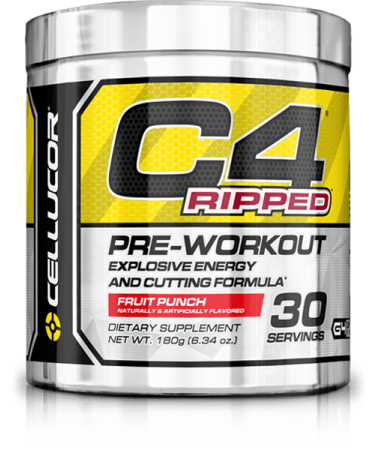 CELLUCOR®
C4®
RIPPED
PRE-WORKOUT
EXPLOSIVE ENERGY
AND CUTTING FORMULA*
FRUIT PUNCH
NATURALLY & ARTIFICIALLY FLAVORED
DIETARY SUPPLEMENT
NET WT. 180g (6.34 oz.)
30
SERVINGS